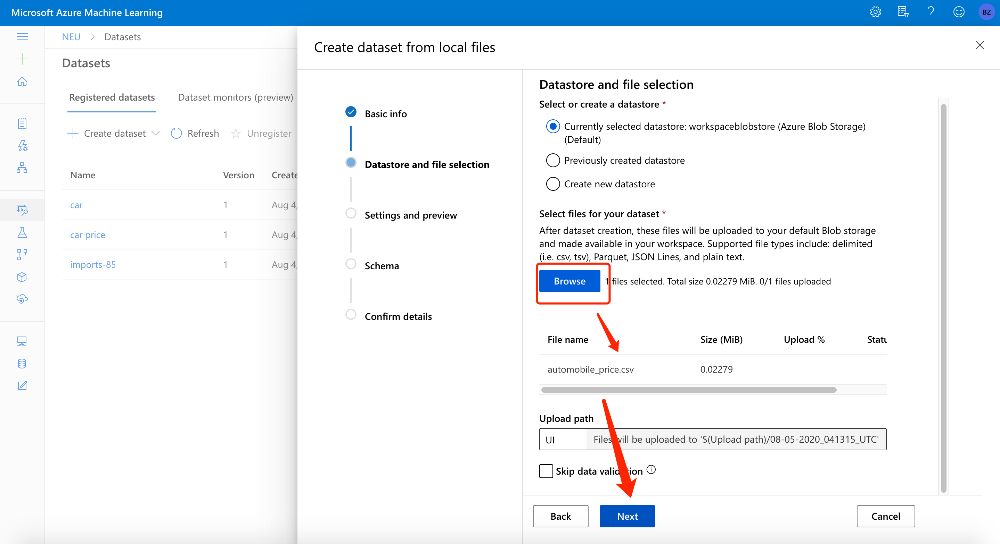 Microsoft Azure Machine Learning
BZ
NEU > Datasets
Datasets
Registered datasets
Dataset monitors (preview)
Create dataset
Refresh
Unregister
Name Version Create
car 1 Aug 4,
car price 1 Aug 4,
imports-85 1 Aug 4,
Create dataset from local files
Basic info
Datastore and file selection
Settings and preview
Schema
Confirm details
Datastore and file selection
Select or create a datastore *
Currently selected datastore: workspaceblobstore (Azure Blob Storage)
(Default)
Previously created datastore
Create new datastore
Select files for your dataset *
After dataset creation, these files will be uploaded to your default Blob storage
and made available in your workspace. Supported file types include: delimited
(i.e. csv, tsv), Parquet, JSON Lines, and plain text.
Browse
1 files selected. Total size 0.02279 MiB. 0/1 files uploaded
File name Size (MiB) Upload % Statu
automobile_price.csv 0.02279
Upload path
UI
Files will be uploaded to '$(Upload path)/08-05-2020_041315_UTC'
Skip data validation
Back
Next
Cancel